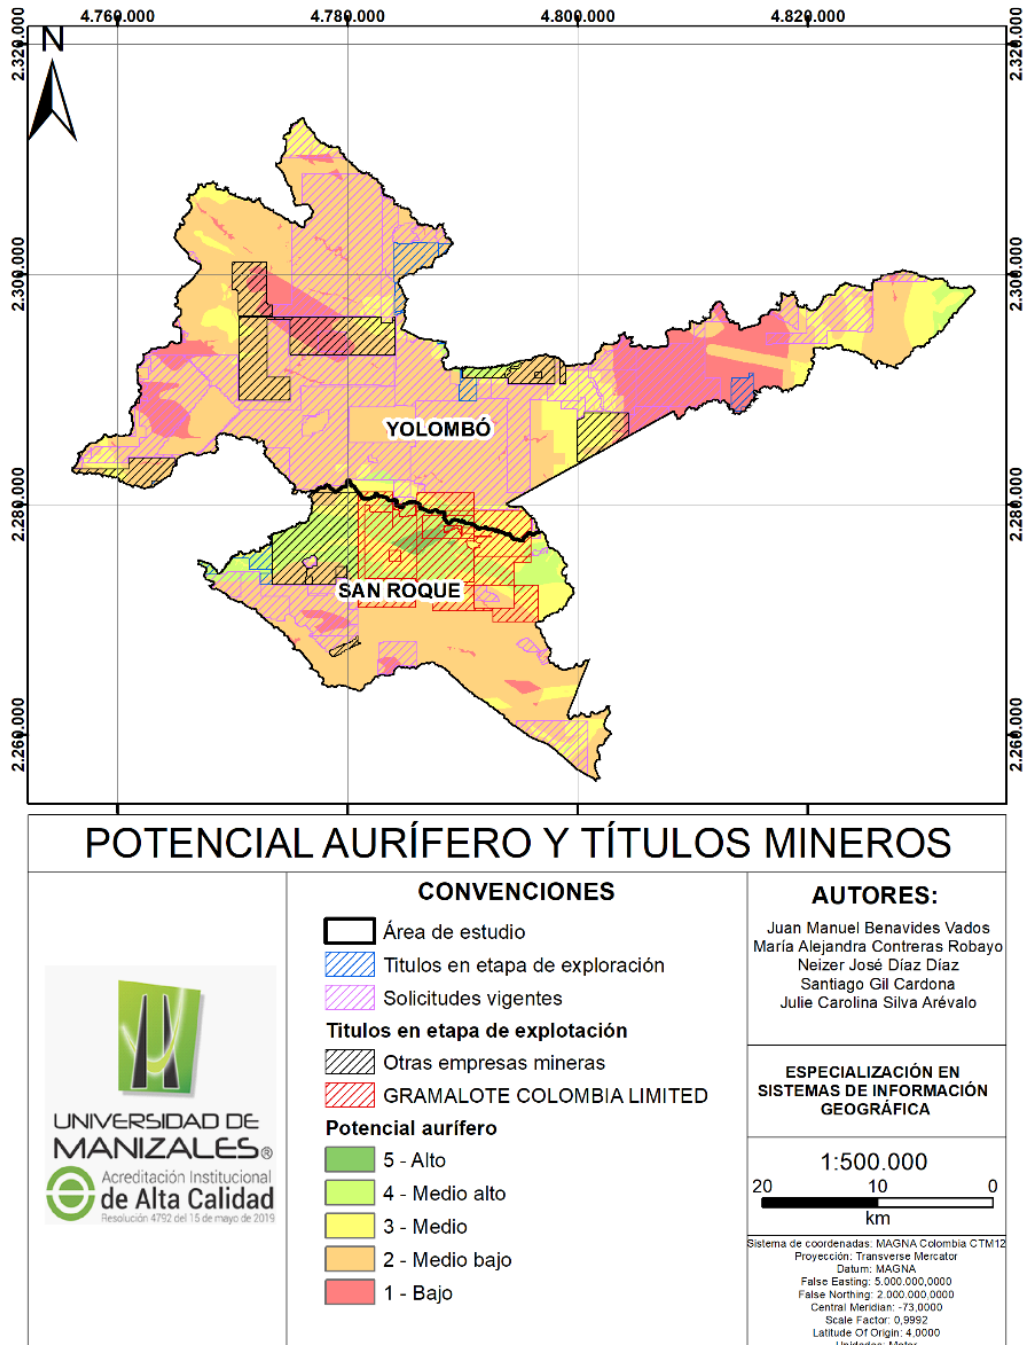 4.760.000
4.780.000
4.800.000
4.820.000
2.320.000
2.320.000
N
2.300.000
2.300.000
YOLOMBÓ
2.280.000
2.280.000
SAN ROQUE
2.260.000
2.260.000
POTENCIAL AURÍFERO Y TÍTULOS MINEROS
UNIVERSIDAD DE
MANIZALES®
Acreditación Institucional
de Alta Calidad
Resolución 4792 del 15 de mayo de 2019
CONVENCIONES
Área de estudio
Titulos en etapa de exploración
Solicitudes vigentes
Titulos en etapa de explotación
Otras empresas mineras
GRAMALOTE COLOMBIA LIMITED
Potencial aurífero
5 - Alto
4 - Medio alto
3 - Medio
2 - Medio bajo
1 - Bajo
AUTORES:
Juan Manuel Benavides Vados
María Alejandra Contreras Robayo
Neizer José Díaz Díaz
Santiago Gil Cardona
Julie Carolina Silva Arévalo
ESPECIALIZACIÓN EN
SISTEMAS DE INFORMACIÓN
GEOGRÁFICA
1:500.000
20 10 0
km
Sistema de coordenadas: MAGNA Colombia CTM12
Proyección: Transverse Mercator
Datum: MAGNA
False Easting: 5.000.000,0000
False Northing: 2.000.000,0000
Central Meridian: -73,0000
Scale Factor: 0,9992
Latitude Of Origin: 4,0000
Unidades: Meter